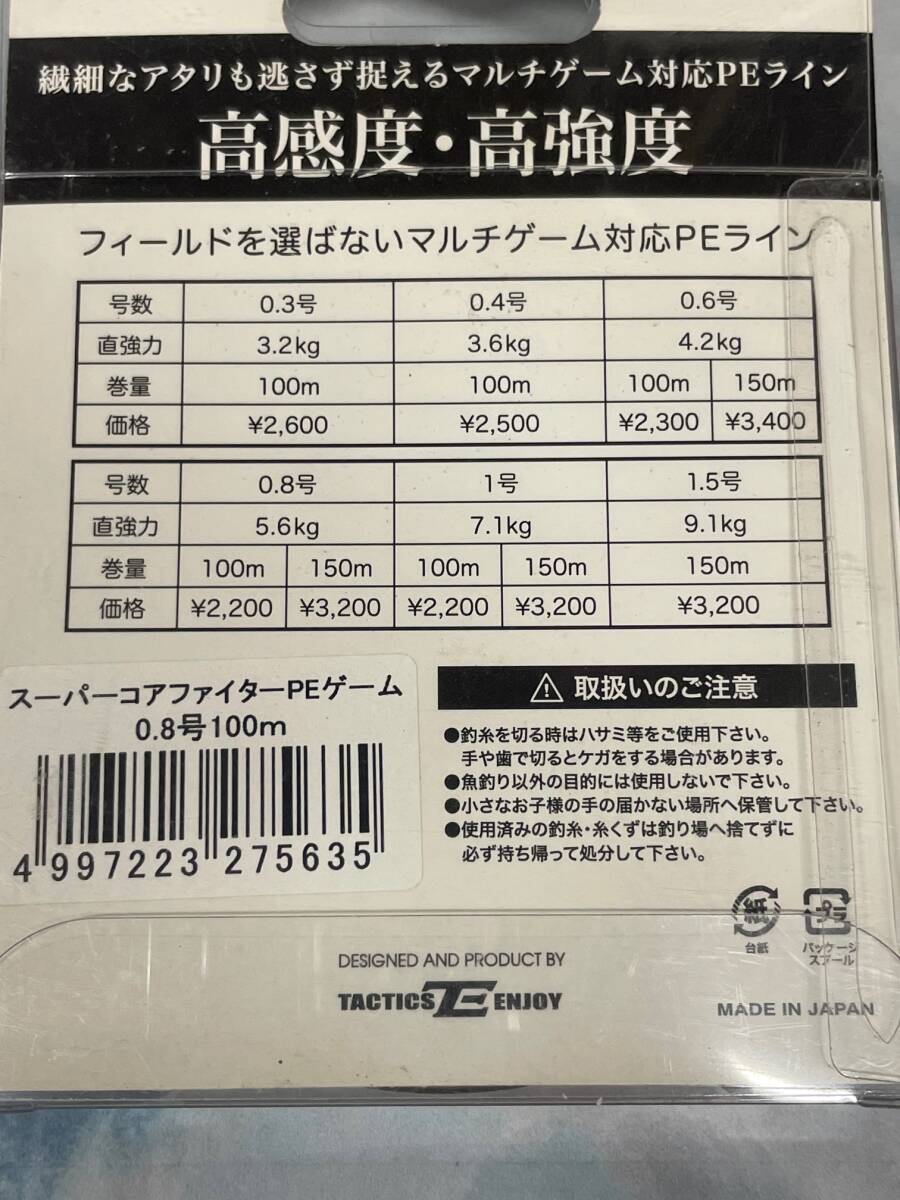 繊細なアタリも逃さず捉えるマルチゲーム対応PEライン
高感度・高強度
フィールドを選ばないマルチゲーム対応PEライン
号数 0.3号 0.4号 0.6号
直強力 3.2kg 3.6kg 4.2kg
巻量 100m 100m 100m 150m
価格 ¥2,600 ¥2,500 ¥2,300 ¥3,400
号数 0.8号 1号 1.5号
直強力 5.6kg 7.1kg 9.1kg
巻量 100m 150m 100m 150m 150m
価格 ¥2,200 ¥3,200 ¥2,200 ¥3,200 ¥3,200
スーパーコアファイターPEゲーム
0.8号100m
4 997223 275635
取扱いのご注意
●釣糸を切る時はハサミ等をご使用下さい。
手や歯で切るとケガをする場合があります。
●魚釣り以外の目的には使用しないで下さい。
●小さなお子様の手の届かない場所へ保管して下さい。
●使用済みの釣糸・糸くずは釣り場へ捨てずに
必ず持ち帰って処分して下さい。
紙 プラ
台紙 パッケージ
スプール
DESIGNED AND PRODUCT BY
TACTICS TE ENJOY
MADE IN JAPAN